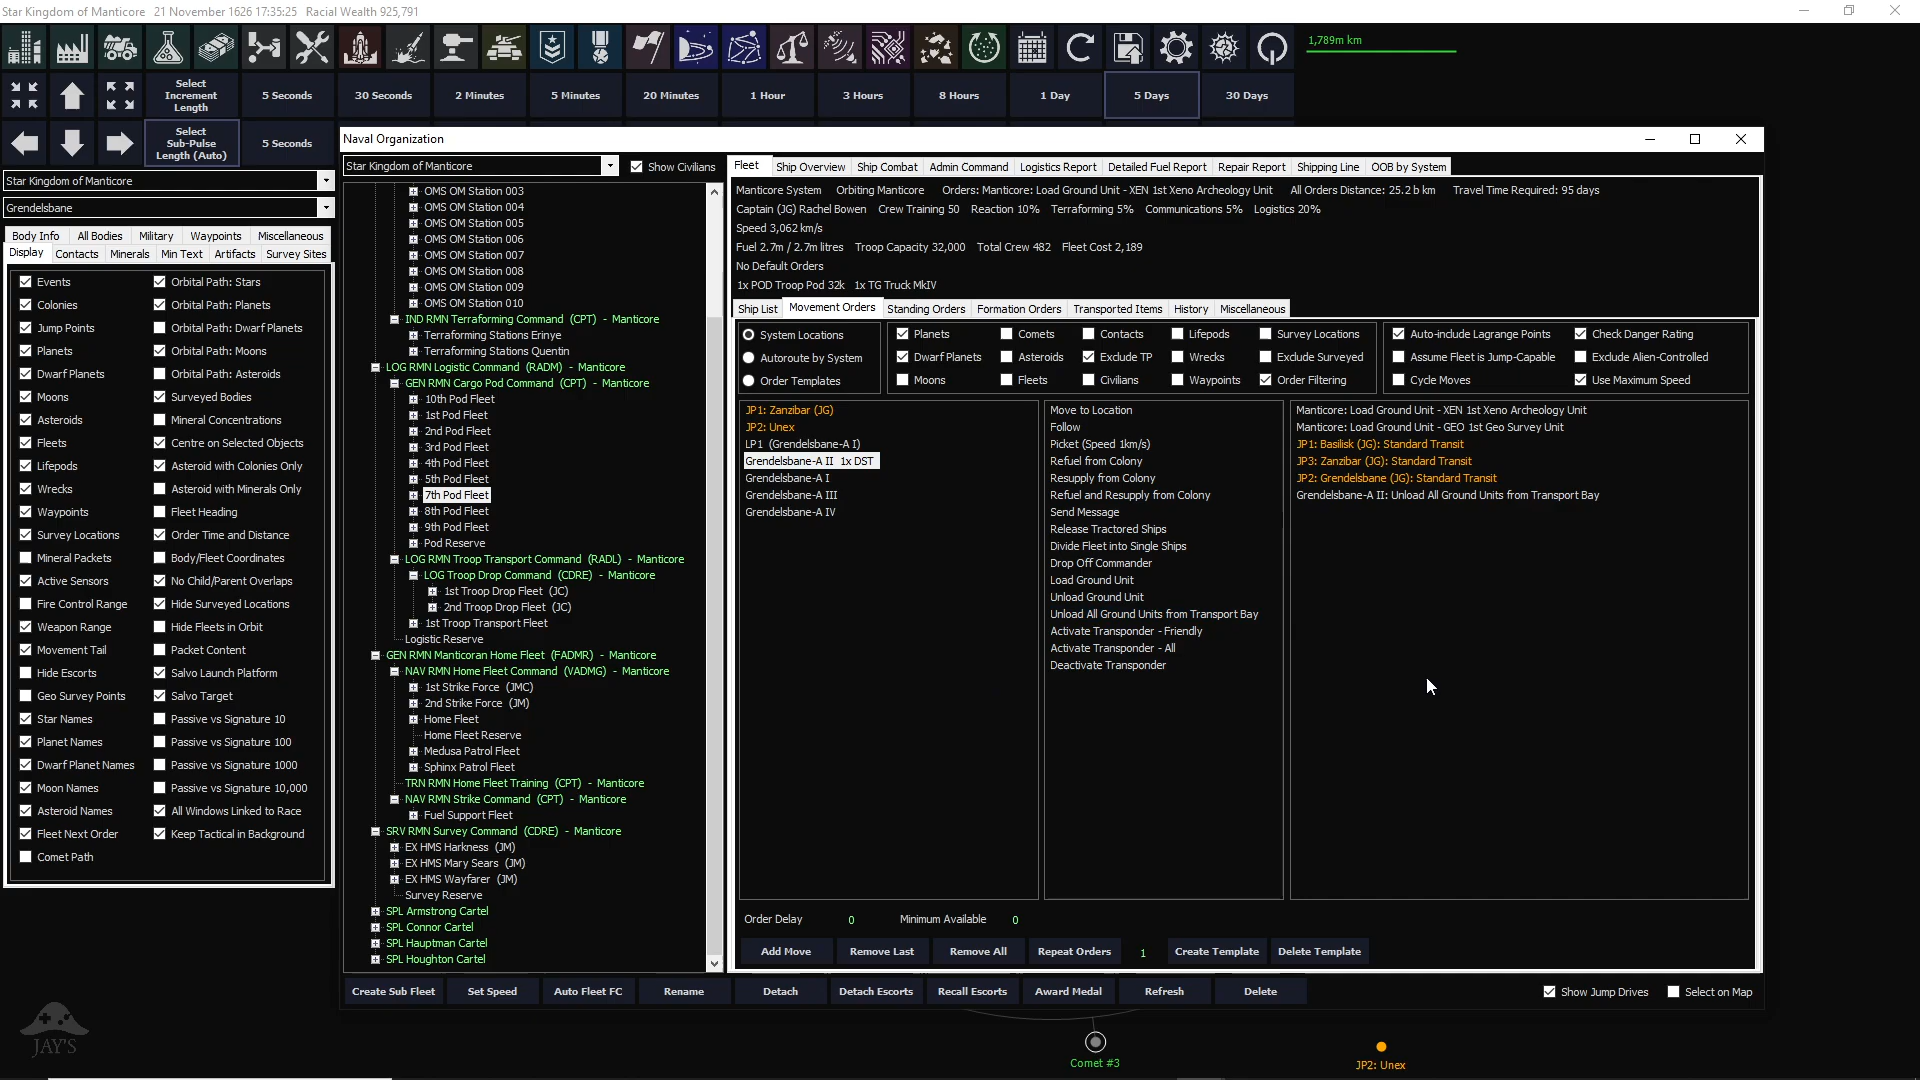 Star Kingdom of Manticore   21 November 1626 17:35:25   Racial Wealth 925,791
1,789m km
Select Increment Length
5 Seconds
30 Seconds
2 Minutes
5 Minutes
20 Minutes
1 Hour
3 Hours
8 Hours
1 Day
5 Days
30 Days
Select Sub-Pulse Length (Auto)
5 Seconds
Star Kingdom of Manticore
Grendelsbane
Body Info
All Bodies
Military
Waypoints
Miscellaneous
Display
Contacts
Minerals
Min Text
Artifacts
Survey Sites
Events
Orbital Path: Stars
Colonies
Orbital Path: Planets
Jump Points
Orbital Path: Dwarf Planets
Planets
Orbital Path: Moons
Dwarf Planets
Orbital Path: Asteroids
Moons
Surveyed Bodies
Asteroids
Mineral Concentrations
Fleets
Centre on Selected Objects
Lifepods
Asteroid with Colonies Only
Wrecks
Asteroid with Minerals Only
Waypoints
Fleet Heading
Survey Locations
Order Time and Distance
Mineral Packets
Body/Fleet Coordinates
Active Sensors
No Child/Parent Overlaps
Fire Control Range
Hide Surveyed Locations
Weapon Range
Hide Fleets in Orbit
Movement Tail
Packet Content
Hide Escorts
Salvo Launch Platform
Geo Survey Points
Salvo Target
Star Names
Passive vs Signature 10
Planet Names
Passive vs Signature 100
Dwarf Planet Names
Passive vs Signature 1000
Moon Names
Passive vs Signature 10,000
Asteroid Names
All Windows Linked to Race
Fleet Next Order
Keep Tactical in Background
Comet Path
JAY'S
Naval Organization
Star Kingdom of Manticore
Show Civilians
OMS OM Station 003
OMS OM Station 004
OMS OM Station 005
OMS OM Station 006
OMS OM Station 007
OMS OM Station 008
OMS OM Station 009
OMS OM Station 010
IND RMN Terraforming Command  (CPT)  - Manticore
Terraforming Stations Erinye
Terraforming Stations Quentin
LOG RMN Logistic Command  (RADM)  - Manticore
GEN RMN Cargo Pod Command  (CPT)  - Manticore
10th Pod Fleet
1st Pod Fleet
2nd Pod Fleet
3rd Pod Fleet
4th Pod Fleet
5th Pod Fleet
7th Pod Fleet
8th Pod Fleet
9th Pod Fleet
Pod Reserve
LOG RMN Troop Transport Command  (RADL)  - Manticore
LOG Troop Drop Command  (CDRE)  - Manticore
1st Troop Drop Fleet  (JC)
2nd Troop Drop Fleet  (JC)
1st Troop Transport Fleet
Logistic Reserve
GEN RMN Manticoran Home Fleet  (FADMR)  - Manticore
NAV RMN Home Fleet Command  (VADMG)  - Manticore
1st Strike Force  (JMC)
2nd Strike Force  (JM)
Home Fleet
Home Fleet Reserve
Medusa Patrol Fleet
Sphinx Patrol Fleet
TRN RMN Home Fleet Training  (CPT)  - Manticore
NAV RMN Strike Command  (CPT)  - Manticore
Fuel Support Fleet
SRV RMN Survey Command  (CDRE)  - Manticore
EX HMS Harkness  (JM)
EX HMS Mary Sears  (JM)
EX HMS Wayfarer  (JM)
Survey Reserve
SPL Armstrong Cartel
SPL Connor Cartel
SPL Hauptman Cartel
SPL Houghton Cartel
Fleet
Ship Overview
Ship Combat
Admin Command
Logistics Report
Detailed Fuel Report
Repair Report
Shipping Line
OOB by System
Manticore System   Orbiting Manticore   Orders: Manticore: Load Ground Unit - XEN 1st Xeno Archeology Unit   All Orders Distance: 25.2 b km   Travel Time Required: 95 days
Captain (JG) Rachel Bowen   Crew Training 50   Reaction 10%   Terraforming 5%   Communications 5%   Logistics 20%
Speed 3,062 km/s
Fuel 2.7m / 2.7m litres   Troop Capacity 32,000   Total Crew 482   Fleet Cost 2,189
No Default Orders
1x POD Troop Pod 32k   1x TG Truck MkIV
Ship List
Movement Orders
Standing Orders
Formation Orders
Transported Items
History
Miscellaneous
System Locations
Autoroute by System
Order Templates
Planets
Comets
Contacts
Lifepods
Survey Locations
Dwarf Planets
Asteroids
Exclude TP
Wrecks
Exclude Surveyed
Moons
Fleets
Civilians
Waypoints
Order Filtering
Auto-include Lagrange Points
Check Danger Rating
Assume Fleet is Jump-Capable
Exclude Alien-Controlled
Cycle Moves
Use Maximum Speed
JP1: Zanzibar (JG)
JP2: Unex
LP1  (Grendelsbane-A I)
Grendelsbane-A II  1x DST
Grendelsbane-A I
Grendelsbane-A III
Grendelsbane-A IV
Move to Location
Follow
Picket (Speed 1km/s)
Refuel from Colony
Resupply from Colony
Refuel and Resupply from Colony
Send Message
Release Tractored Ships
Divide Fleet into Single Ships
Drop Off Commander
Load Ground Unit
Unload Ground Unit
Unload All Ground Units from Transport Bay
Activate Transponder - Friendly
Activate Transponder - All
Deactivate Transponder
Manticore: Load Ground Unit - XEN 1st Xeno Archeology Unit
Manticore: Load Ground Unit - GEO 1st Geo Survey Unit
JP1: Basilisk (JG): Standard Transit
JP3: Zanzibar (JG): Standard Transit
JP2: Grendelsbane (JG): Standard Transit
Grendelsbane-A II: Unload All Ground Units from Transport Bay
Order Delay   0   Minimum Available   0
Add Move
Remove Last
Remove All
Repeat Orders
1
Create Template
Delete Template
Create Sub Fleet
Set Speed
Auto Fleet FC
Rename
Detach
Detach Escorts
Recall Escorts
Award Medal
Refresh
Delete
Show Jump Drives
Select on Map
Comet #3
JP2: Unex